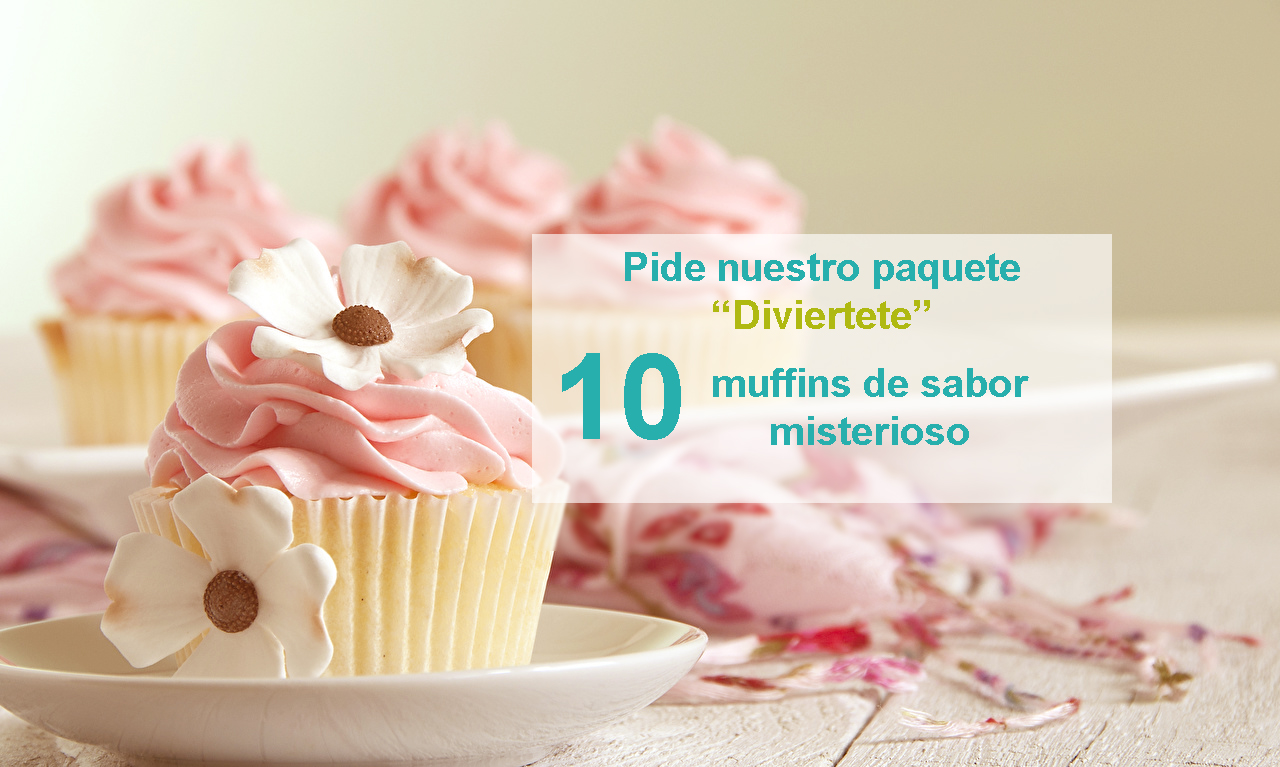 Pide nuestro paquete
“Diviertete”
10 muffins de sabor
misterioso